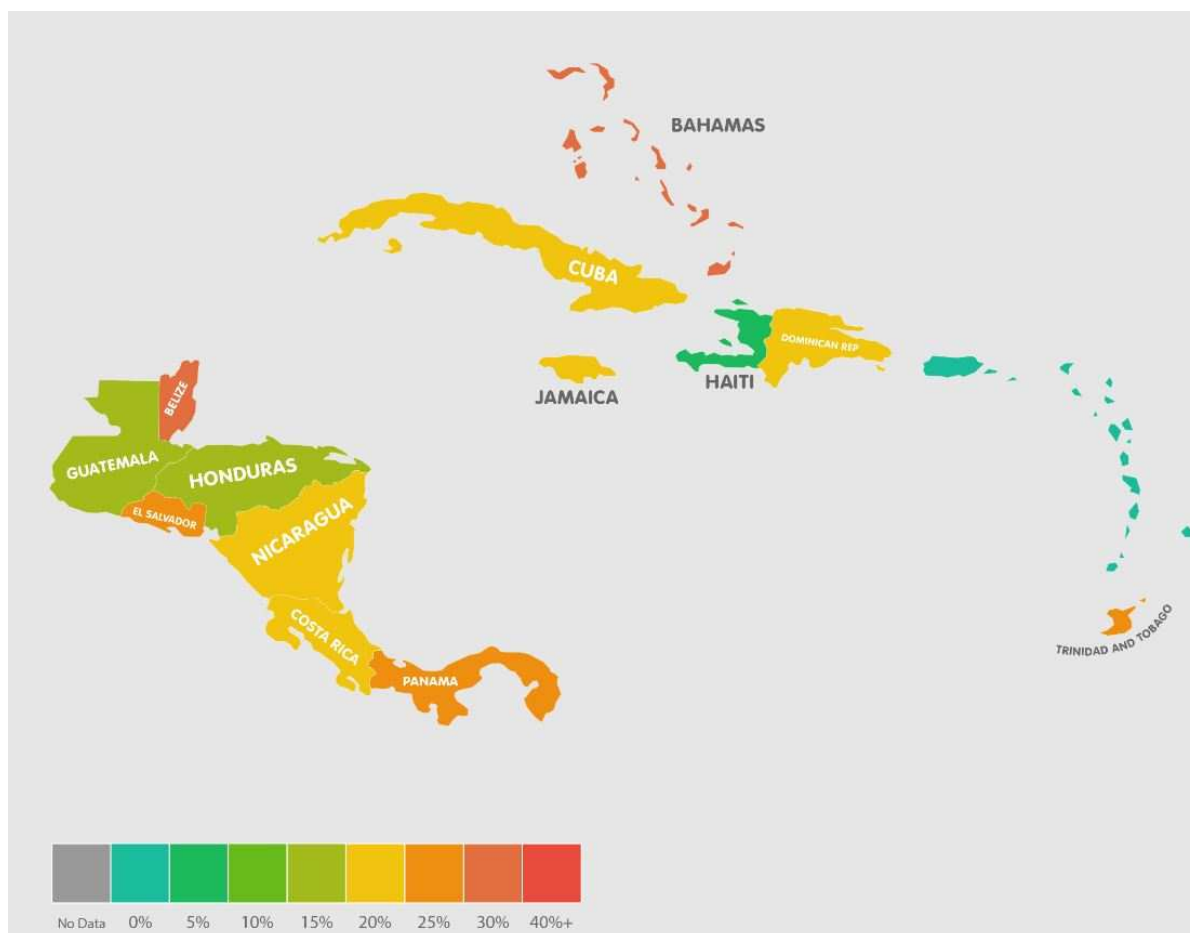 BAHAMAS
CUBA
DOMINICAN REP
HAITI
JAMAICA
BELIZE
GUATEMALA
HONDURAS
EL SALVADOR
NICARAGUA
COSTA RICA
PANAMA
TRINIDAD AND TOBAGO
No Data 0% 5% 10% 15% 20% 25% 30% 40%+